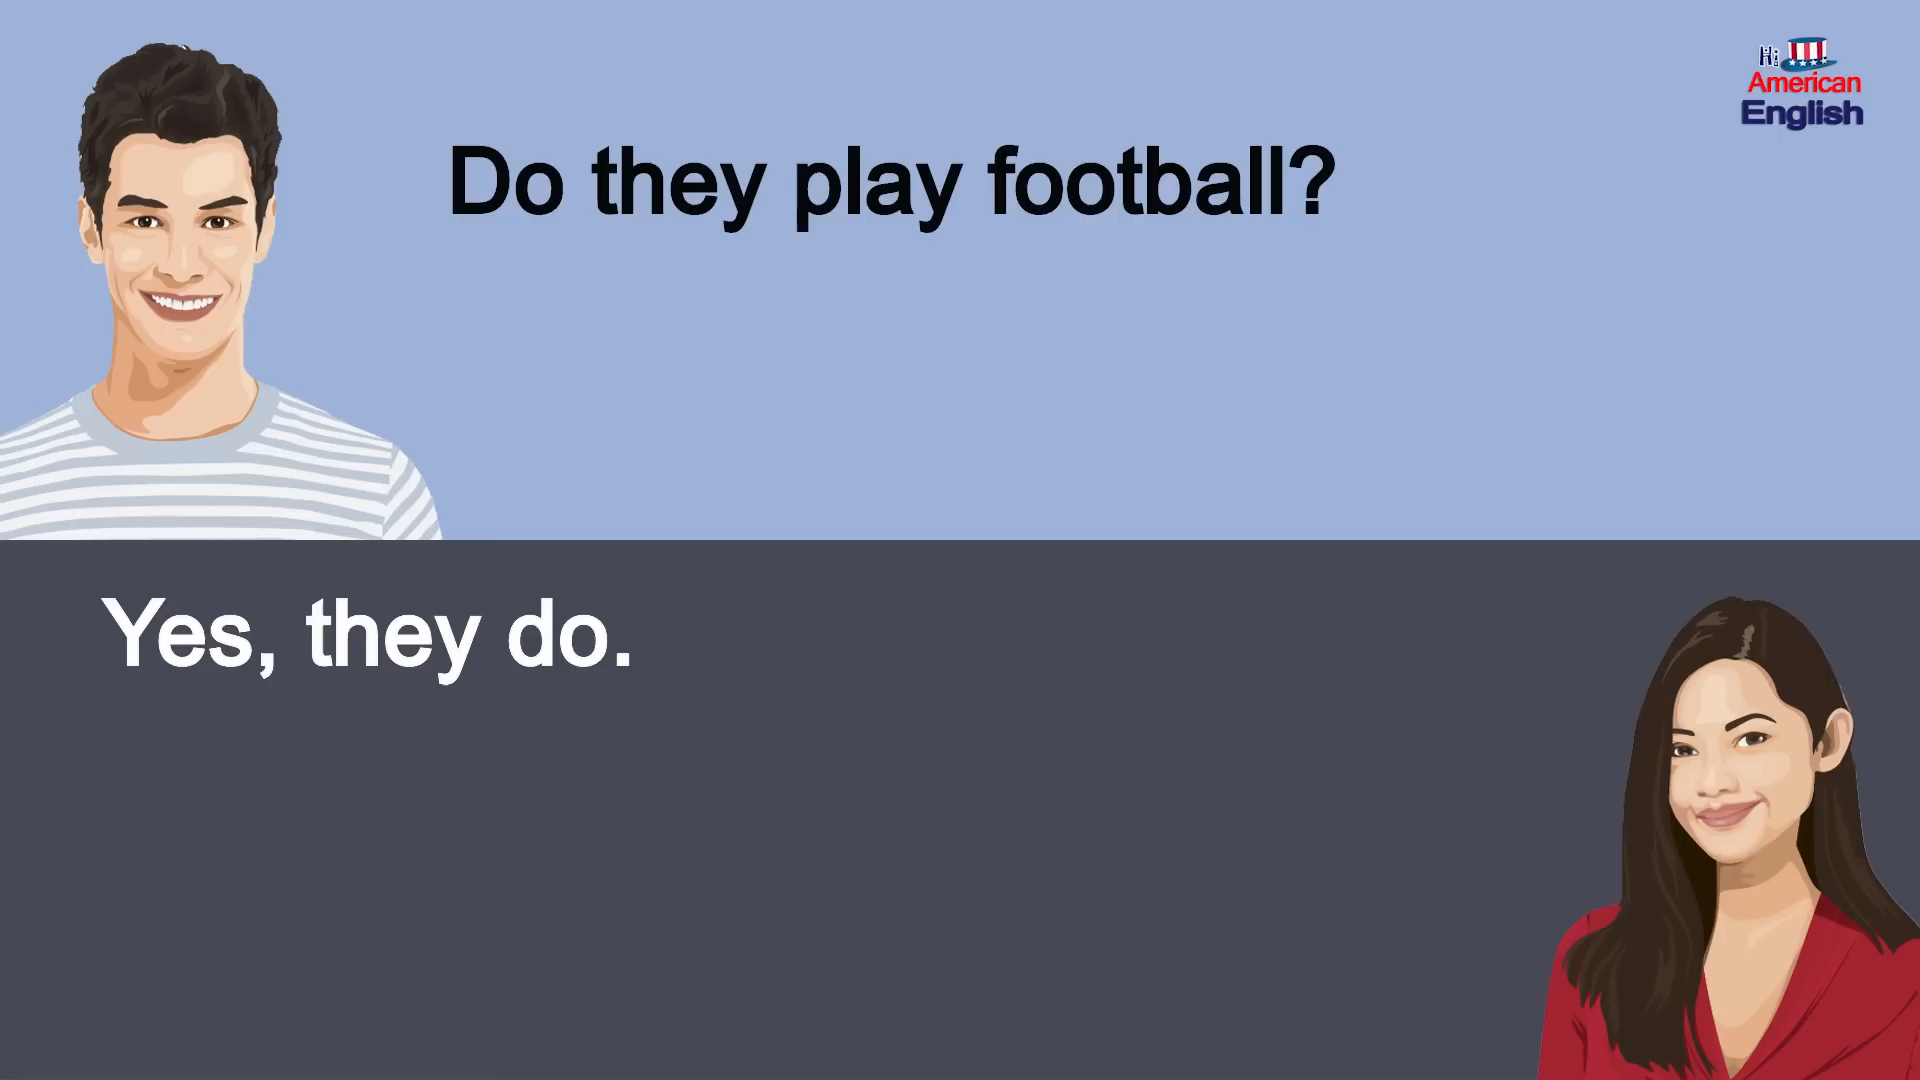 Hi
American
English
Do they play football?
Yes, they do.